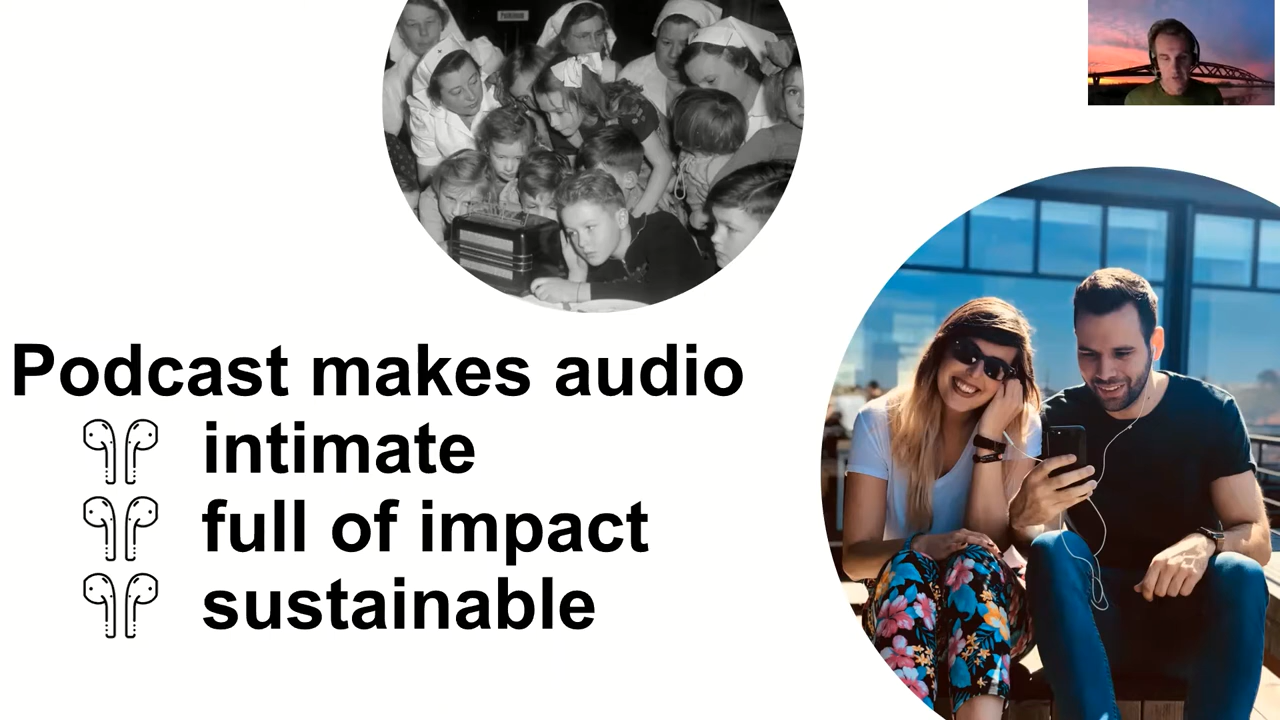 Podcast makes audio
intimate
full of impact
sustainable